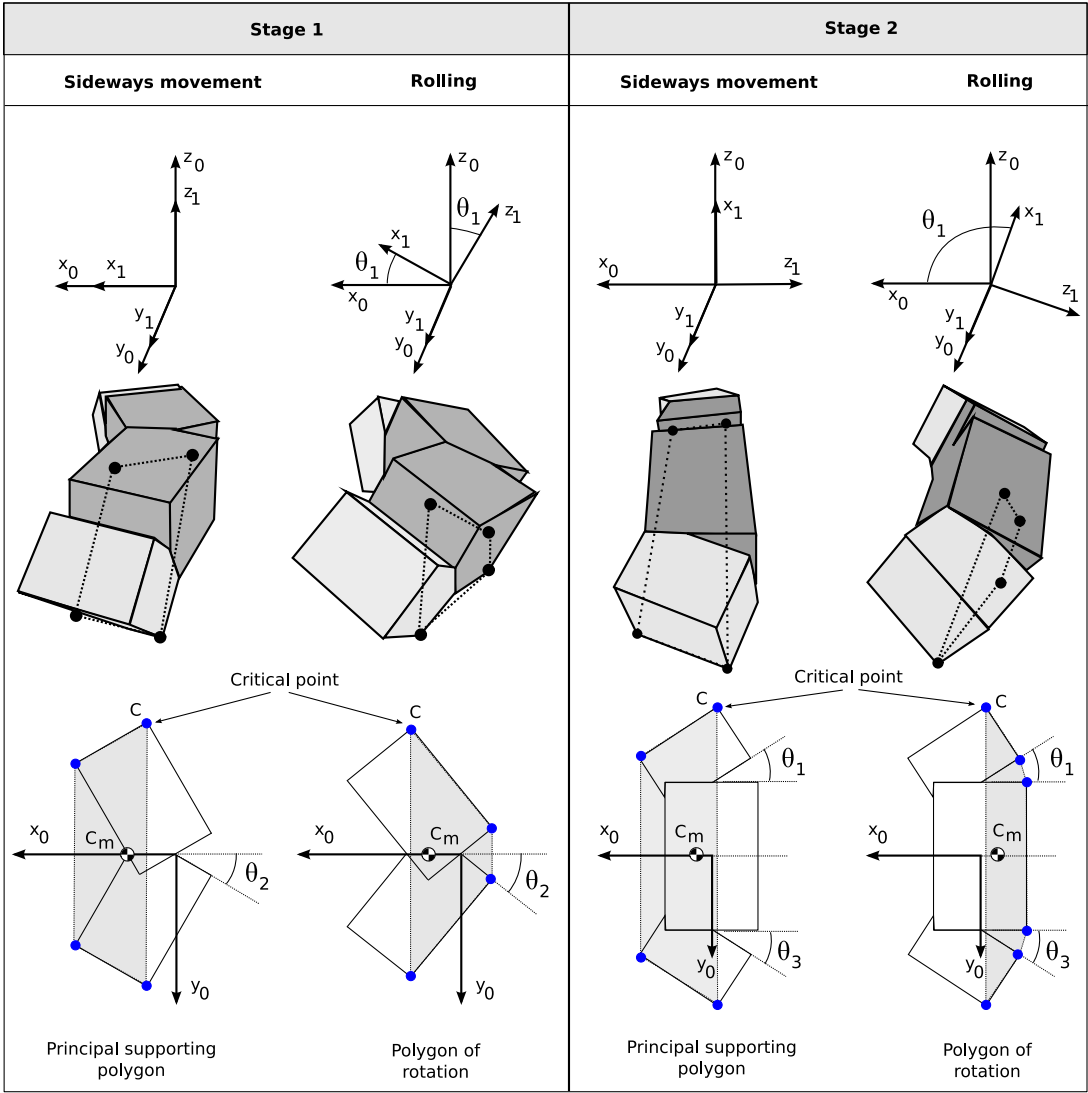 Stage 1
Stage 2
Sideways movement
Rolling
Sideways movement
Rolling
z0
z1
x0 x1
y1
y0
z0
θ1
z1
x1
θ1
x0
y1
y0
z0
x1
x0
z1
y1
y0
z0
x1
θ1
x0
z1
y1
y0
Critical point
C
C
x0
Cm
θ2
y0
x0
Cm
θ2
y0
Critical point
C
C
θ1
x0
Cm
θ3
y0
θ1
x0
Cm
θ3
y0
Principal supporting
polygon
Polygon of
rotation
Principal supporting
polygon
Polygon of
rotation